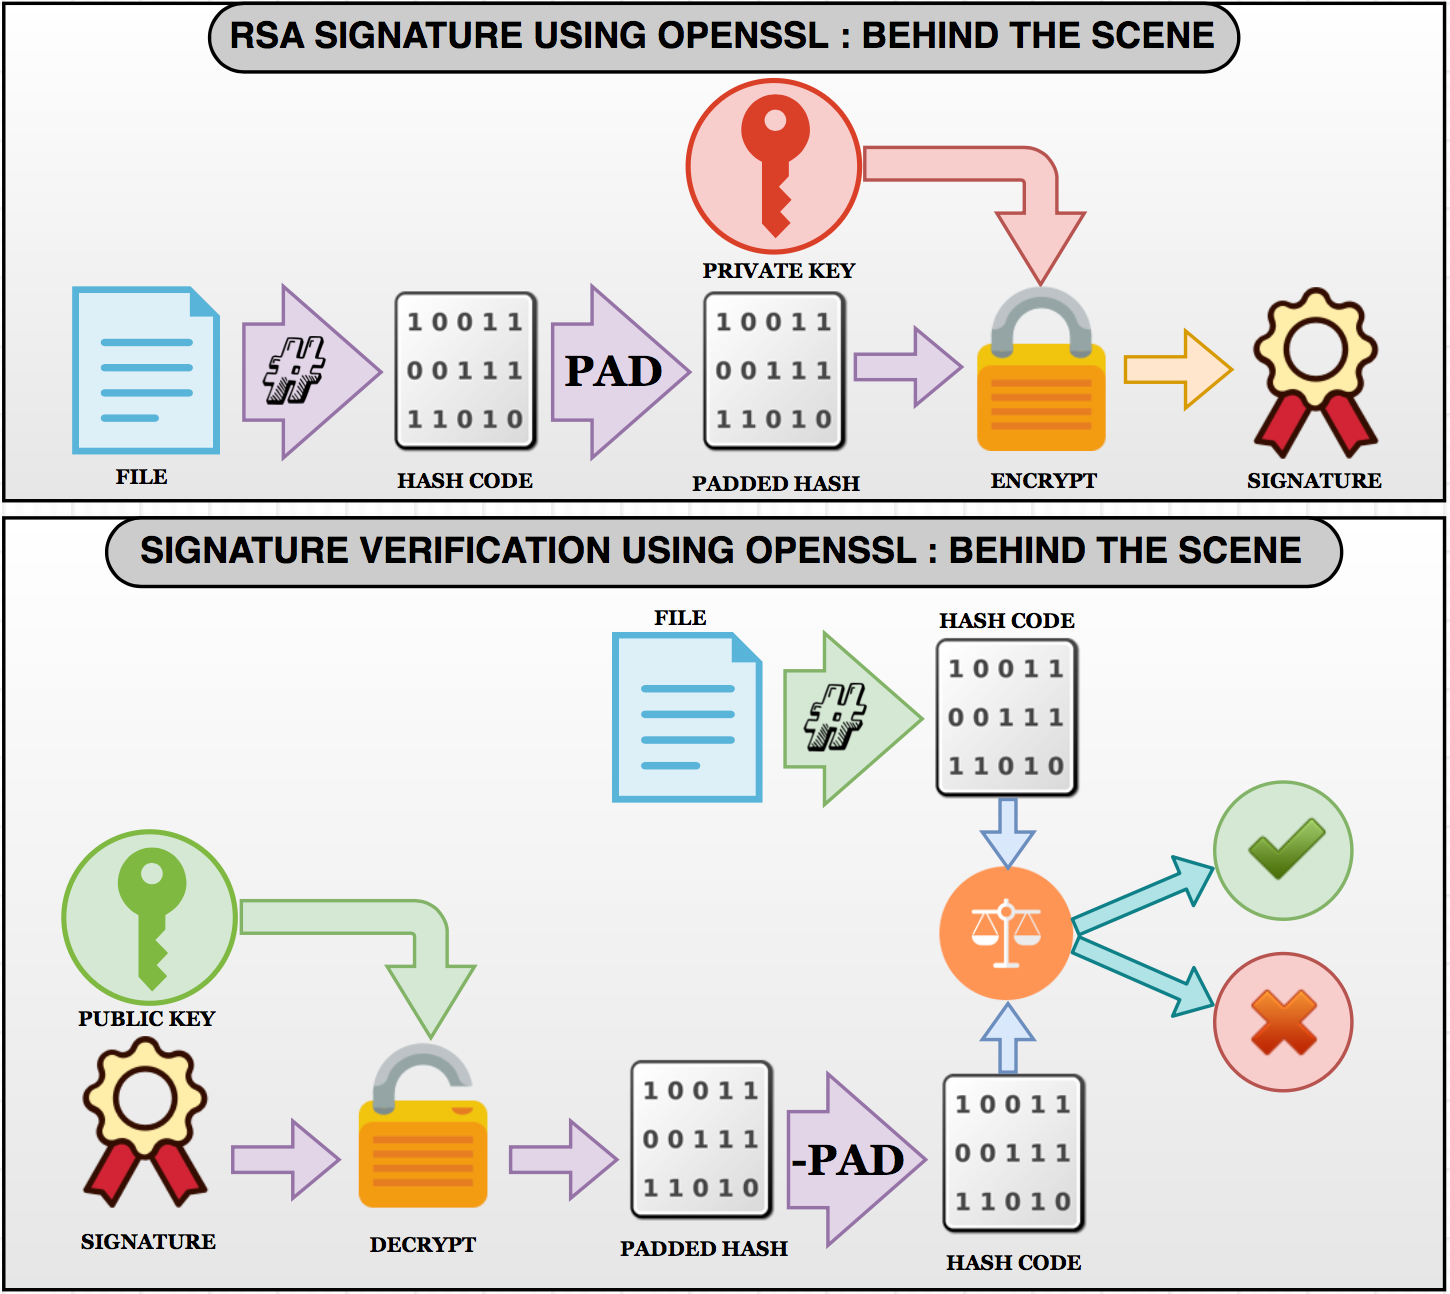 RSA SIGNATURE USING OPENSSL : BEHIND THE SCENE
PRIVATE KEY
#
10011
00111
11010
PAD
10011
00111
11010
FILE
HASH CODE
PADDED HASH
ENCRYPT
SIGNATURE
SIGNATURE VERIFICATION USING OPENSSL : BEHIND THE SCENE
FILE
HASH CODE
#
10011
00111
11010
PUBLIC KEY
10011
00111
11010
-PAD
10011
00111
11010
SIGNATURE
DECRYPT
PADDED HASH
HASH CODE